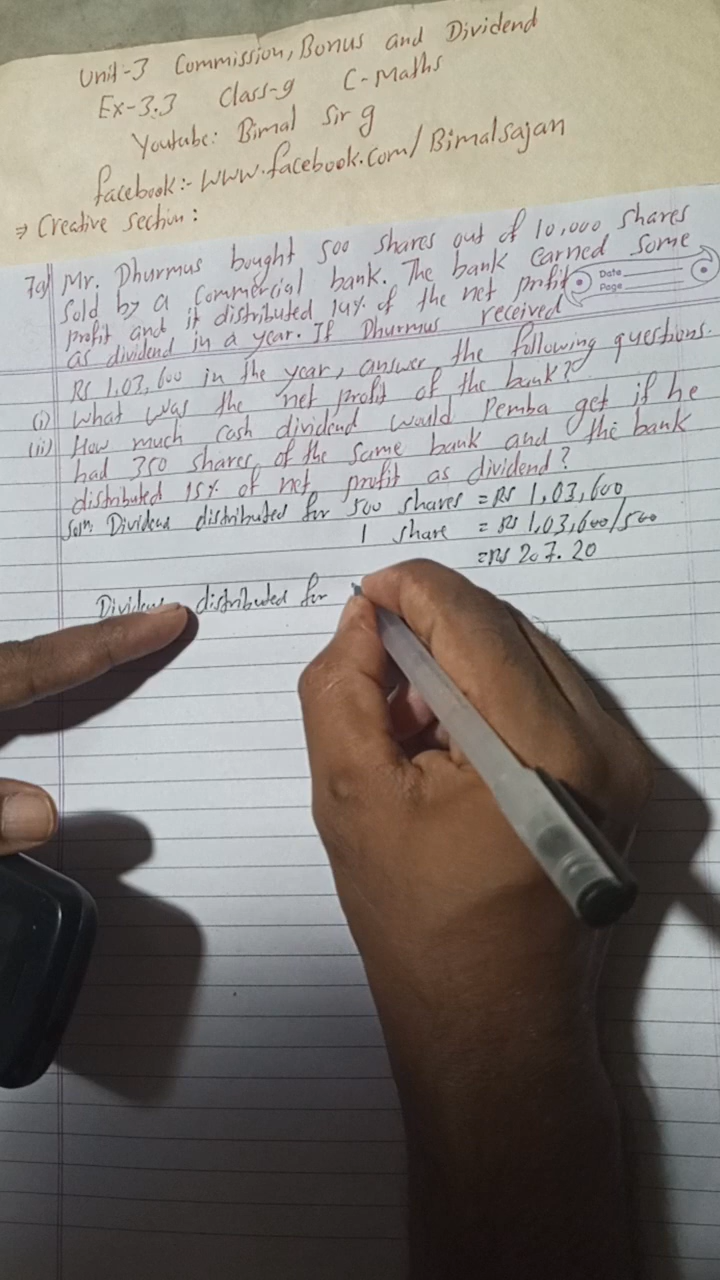 Unit-3 Commission, Bonus and Dividend
Ex-3.3 Class-9 C-Maths
Youtube: Bimal Sir g
facebook:- www.facebook.com/Bimalsajan
⇒ Creative section:
7a) Mr. Dhurmus bought 500 shares out of 10,000 shares
sold by a commercial bank. The bank earned some
profit and it distributed 14% of the net profit
Date
Page
as dividend in a year. If Dhurmus received
RS 1,03,600 in the year, answer the following questions.
(i) What was the net profit of the bank?
(ii) How much cash dividend would Pemba get if he
had 350 shares of the same bank and the bank
distributed 15% of net profit as dividend?
Soln: Dividend distributed for 500 shares = RS 1,03,600
1 share = RS 1,03,600/500
= RS 207.20
Dividend distributed for